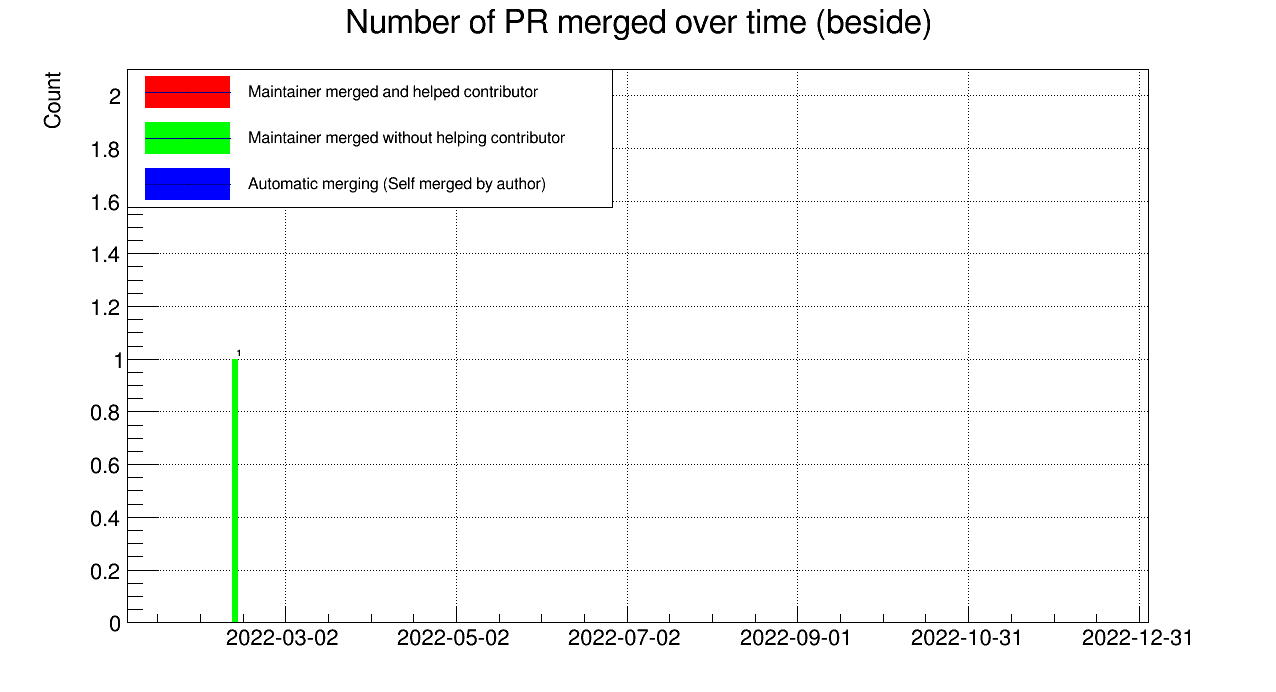 Number of PR merged over time (beside)
Count
Maintainer merged and helped contributor
Maintainer merged without helping contributor
Automatic merging (Self merged by author)
2
1.8
1.6
1.4
1.2
1
0.8
0.6
0.4
0.2
0
1
2022-03-02 2022-05-02 2022-07-02 2022-09-01 2022-10-31 2022-12-31